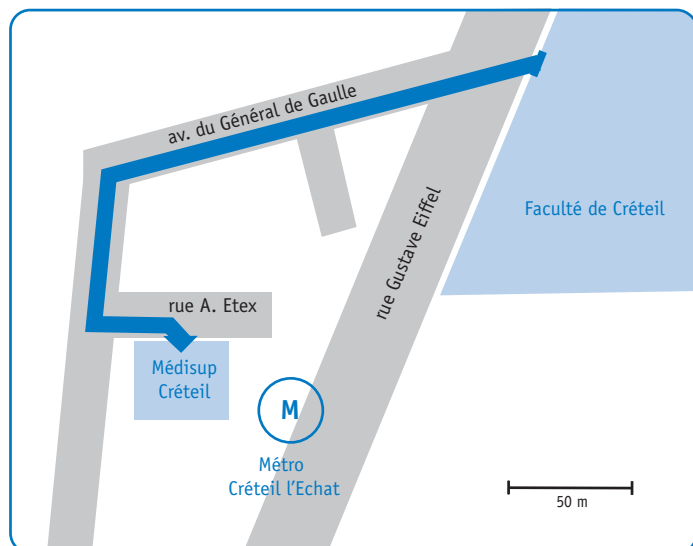 av. du Général de Gaulle
Faculté de Créteil
rue Gustave Eiffel
rue A. Etex
Médisup
Créteil
M
Métro
Créteil l'Echat
50 m